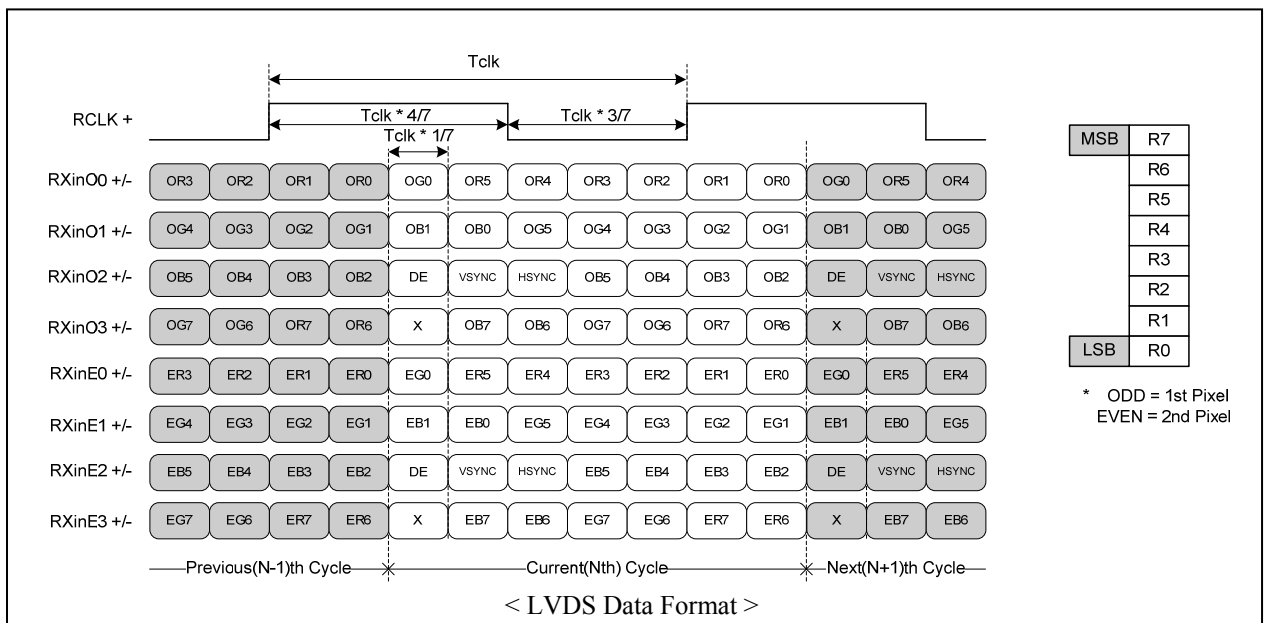 Tclk
RCLK +
Tclk * 4/7
Tclk * 3/7
Tclk * 1/7
RXinO0 +/- OR3 OR2 OR1 OR0 OG0 OR5 OR4 OR3 OR2 OR1 OR0 OG0 OR5 OR4
RXinO1 +/- OG4 OG3 OG2 OG1 OB1 OB0 OG5 OG4 OG3 OG2 OG1 OB1 OB0 OG5
RXinO2 +/- OB5 OB4 OB3 OB2 DE VSYNC HSYNC OB5 OB4 OB3 OB2 DE VSYNC HSYNC
RXinO3 +/- OG7 OG6 OR7 OR6 X OB7 OB6 OG7 OG6 OR7 OR6 X OB7 OB6
RXinE0 +/- ER3 ER2 ER1 ER0 EG0 ER5 ER4 ER3 ER2 ER1 ER0 EG0 ER5 ER4
RXinE1 +/- EG4 EG3 EG2 EG1 EB1 EB0 EG5 EG4 EG3 EG2 EG1 EB1 EB0 EG5
RXinE2 +/- EB5 EB4 EB3 EB2 DE VSYNC HSYNC EB5 EB4 EB3 EB2 DE VSYNC HSYNC
RXinE3 +/- EG7 EG6 ER7 ER6 X EB7 EB6 EG7 EG6 ER7 ER6 X EB7 EB6
Previous(N-1)th Cycle Current(Nth) Cycle Next(N+1)th Cycle
MSB R7
R6
R5
R4
R3
R2
R1
LSB R0
* ODD = 1st Pixel
EVEN = 2nd Pixel
< LVDS Data Format >